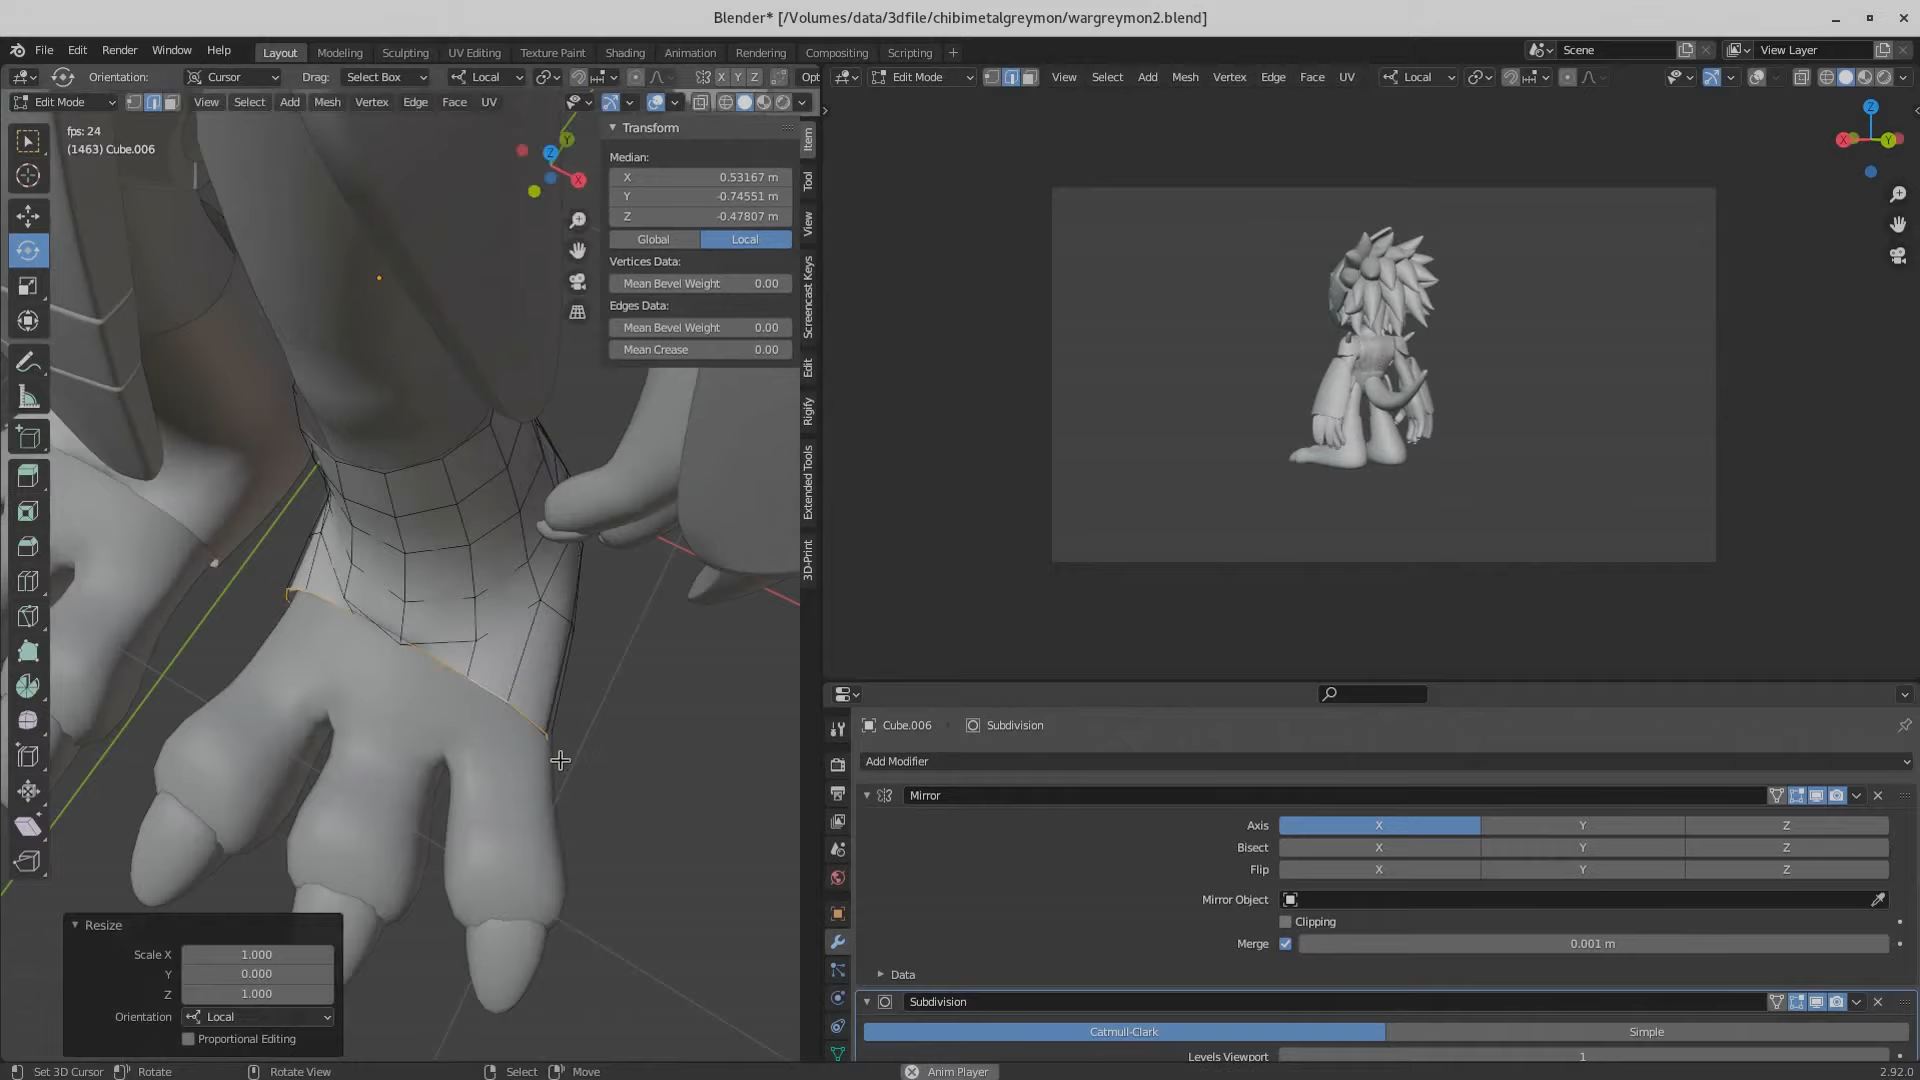 Blender* [/Volumes/data/3dfile/chibimetalgreymon/wargreymon2.blend]
File Edit Render Window Help
Layout Modeling Sculpting UV Editing Texture Paint Shading Animation Rendering Compositing Scripting
Scene
View Layer
Orientation: Cursor Drag: Select Box Local X Y Z Opt
Edit Mode View Select Add Mesh Vertex Edge Face UV Local
Edit Mode View Select Add Mesh Vertex Edge Face UV
fps: 24
(1463) Cube.006
Transform
Median:
X 0.53167 m
Y -0.74551 m
Z -0.47807 m
Global Local
Vertices Data:
Mean Bevel Weight 0.00
Edges Data:
Mean Bevel Weight 0.00
Mean Crease 0.00
Item
Tool
View
Screencast Keys
Edit
Rigify
Extended Tools
3D-Print
Y
Z
X
Z
X
Y
Resize
Scale X 1.000
Y 0.000
Z 1.000
Orientation Local
Proportional Editing
Cube.006 Subdivision
Add Modifier
Mirror
Axis X Y Z
Bisect X Y Z
Flip X Y Z
Mirror Object
Clipping
Merge 0.001 m
Data
Subdivision
Catmull-Clark Simple
Levels Viewport 1
Set 3D Cursor Rotate Rotate View Select Move Anim Player 2.92.0